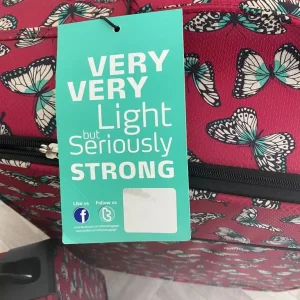 VERY
VERY
Light
but
Seriously
STRONG
Like us Follow us
f t